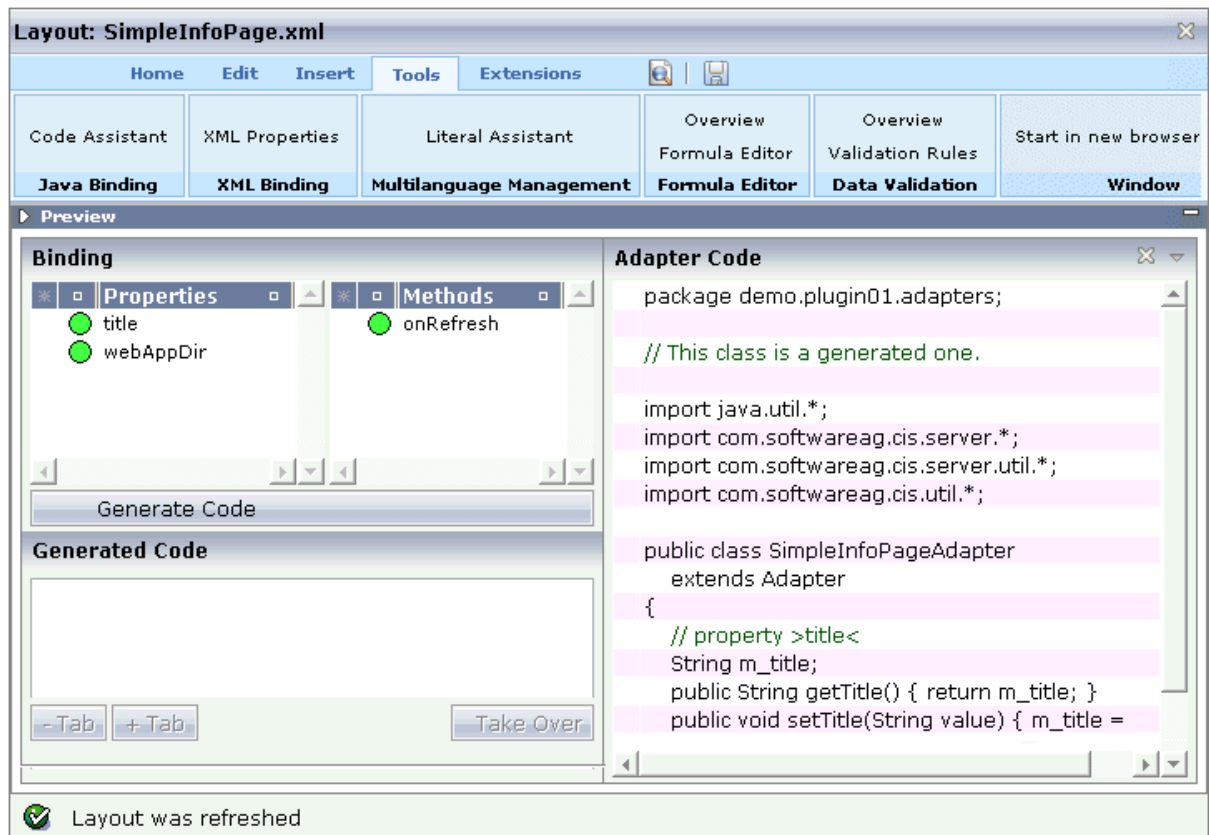 Layout: SimpleInfoPage.xml
Home Edit Insert Tools Extensions
Code Assistant
Java Binding
XML Properties
XML Binding
Literal Assistant
Multilanguage Management
Overview
Formula Editor
Formula Editor
Overview
Validation Rules
Data Validation
Start in new browser
Window
Preview
Binding
Properties
title
webAppDir
Methods
onRefresh
Generate Code
Generated Code
- Tab + Tab Take Over
Adapter Code
package demo.plugin01.adapters;
// This class is a generated one.
import java.util.*;
import com.softwareag.cis.server.*;
import com.softwareag.cis.server.util.*;
import com.softwareag.cis.util.*;
public class SimpleInfoPageAdapter
extends Adapter
{
// property >title<
String m_title;
public String getTitle() { return m_title; }
public void setTitle(String value) { m_title =
Layout was refreshed